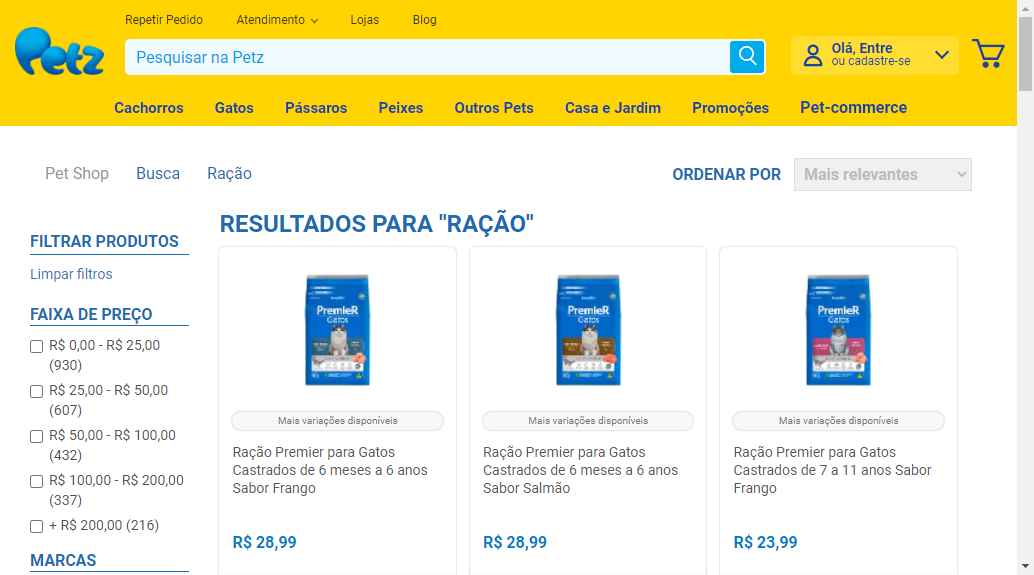 Repetir Pedido
Atendimento
Lojas
Blog
Petz
Pesquisar na Petz
Olá, Entre
ou cadastre-se
Cachorros
Gatos
Pássaros
Peixes
Outros Pets
Casa e Jardim
Promoções
Pet-commerce
Pet Shop
Busca
Ração
ORDENAR POR
Mais relevantes
RESULTADOS PARA "RAÇÃO"
FILTRAR PRODUTOS
Limpar filtros
FAIXA DE PREÇO
R$ 0,00 - R$ 25,00
(930)
R$ 25,00 - R$ 50,00
(607)
R$ 50,00 - R$ 100,00
(432)
R$ 100,00 - R$ 200,00
(337)
+ R$ 200,00 (216)
MARCAS
PremieR
Gatos
Mais variações disponíveis
Ração Premier para Gatos
Castrados de 6 meses a 6 anos
Sabor Frango
R$ 28,99
PremieR
Gatos
Mais variações disponíveis
Ração Premier para Gatos
Castrados de 6 meses a 6 anos
Sabor Salmão
R$ 28,99
PremieR
Gatos
Mais variações disponíveis
Ração Premier para Gatos
Castrados de 7 a 11 anos Sabor
Frango
R$ 23,99